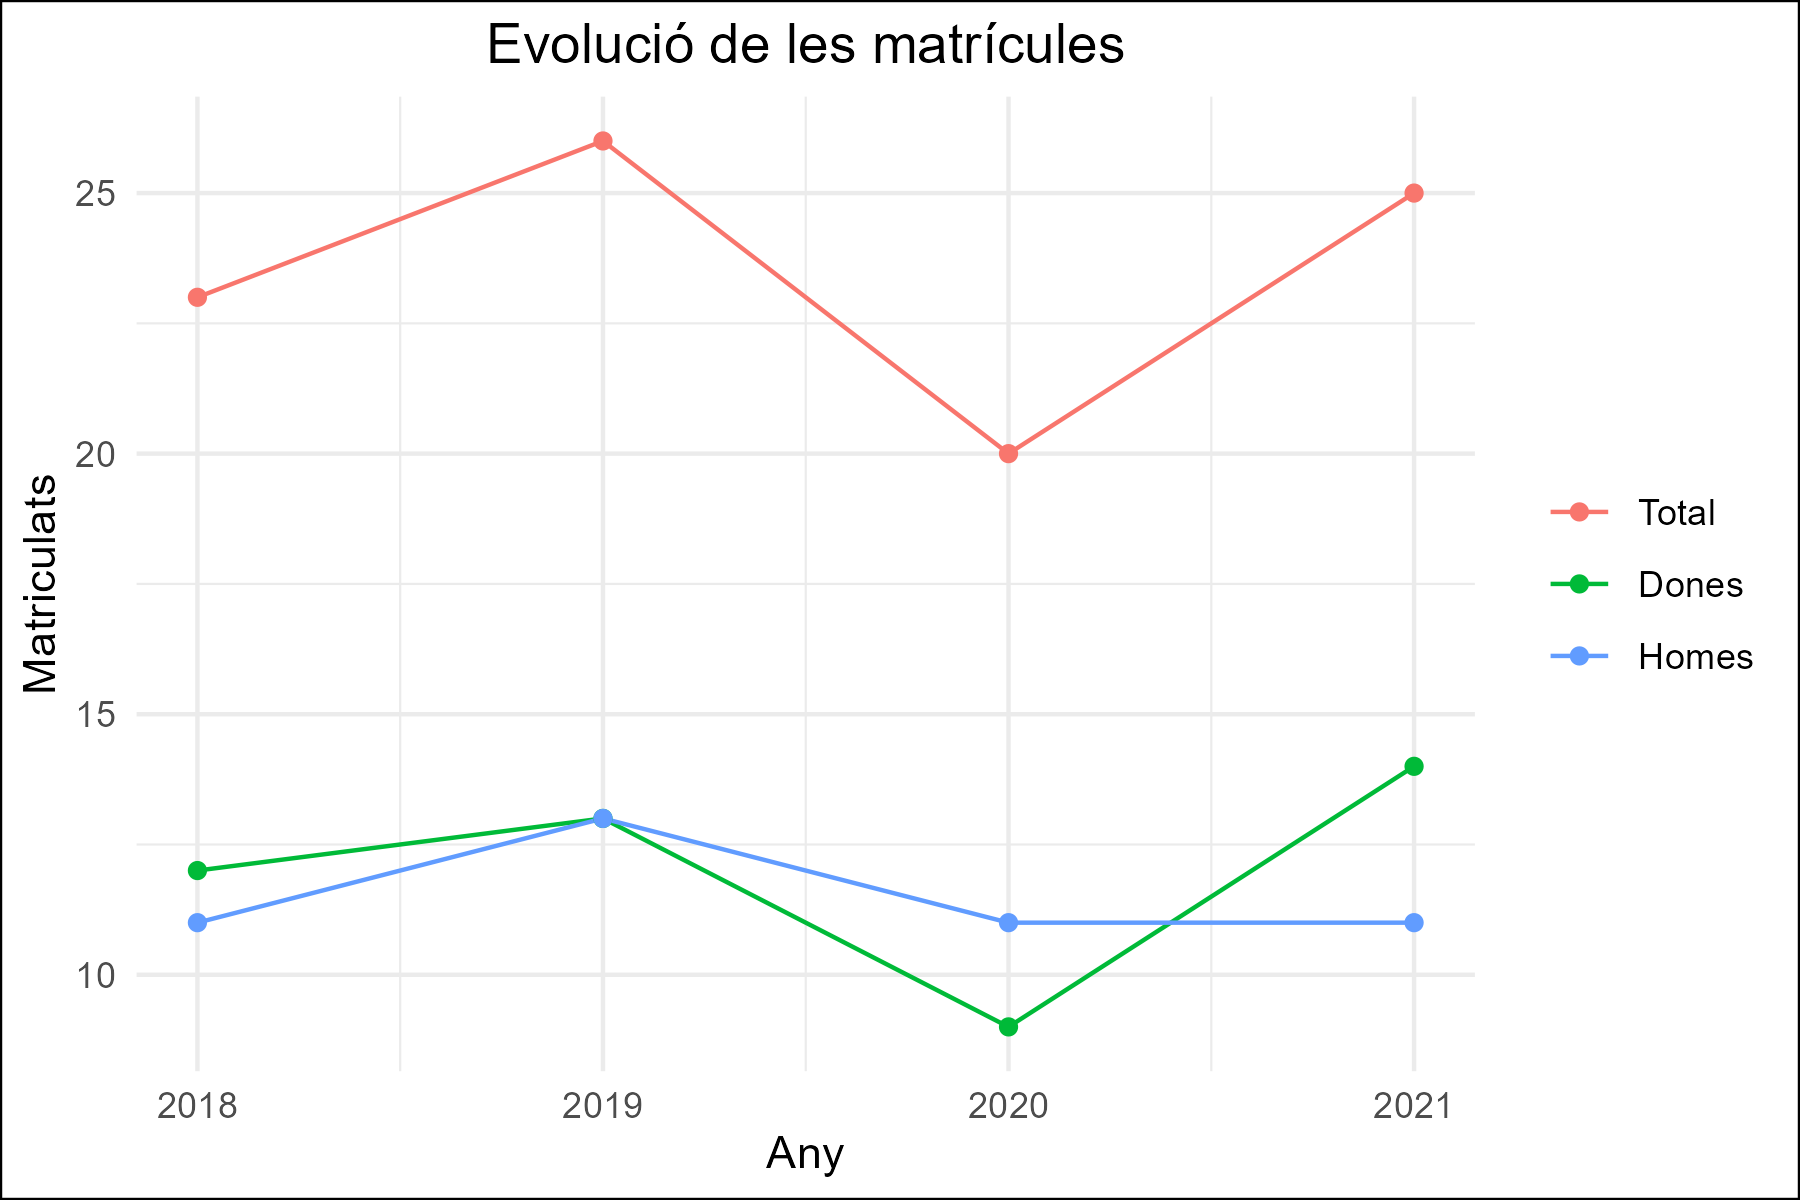 Evolució de les matrícules
25
20
15
10
Matriculats
2018
2019
2020
2021
Any
Total
Dones
Homes